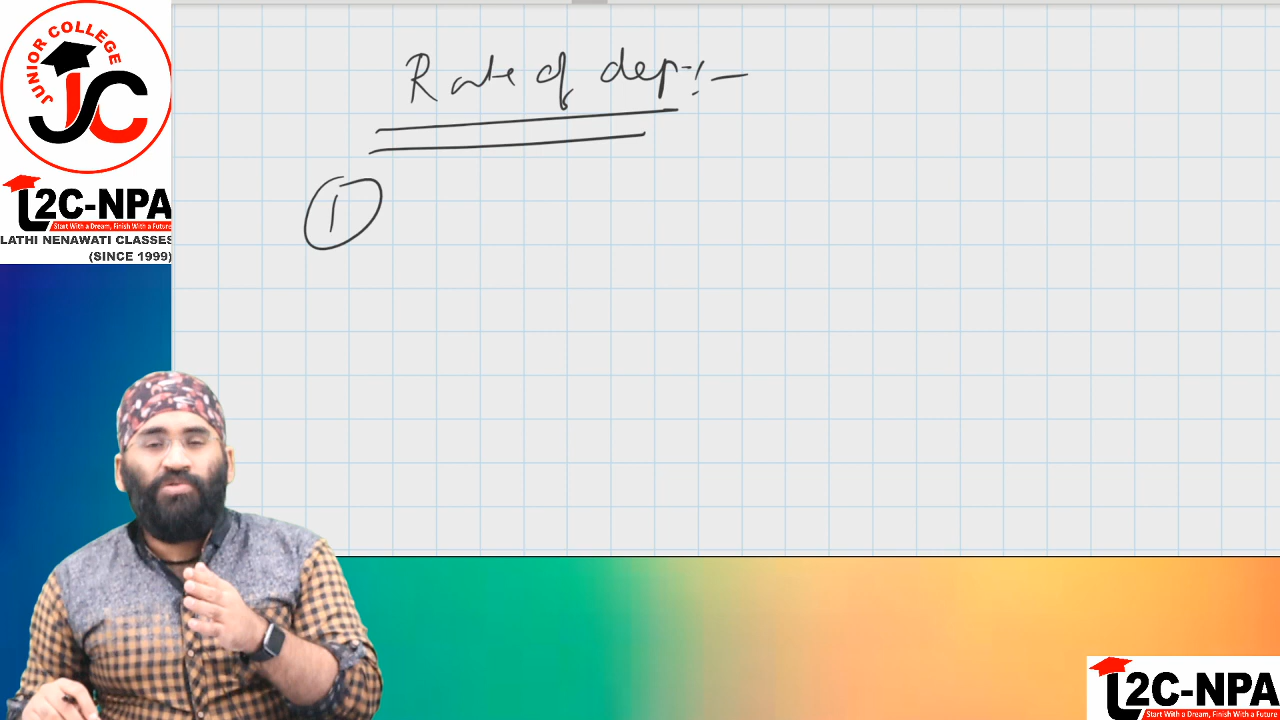 JUNIOR COLLEGE
JC
L2C-NPA
Start With a Dream, Finish With a Future
LATHI NENAWATI CLASSES
(SINCE 1999)
Rate of dep:-
1
L2C-NPA
Start With a Dream, Finish With a Future